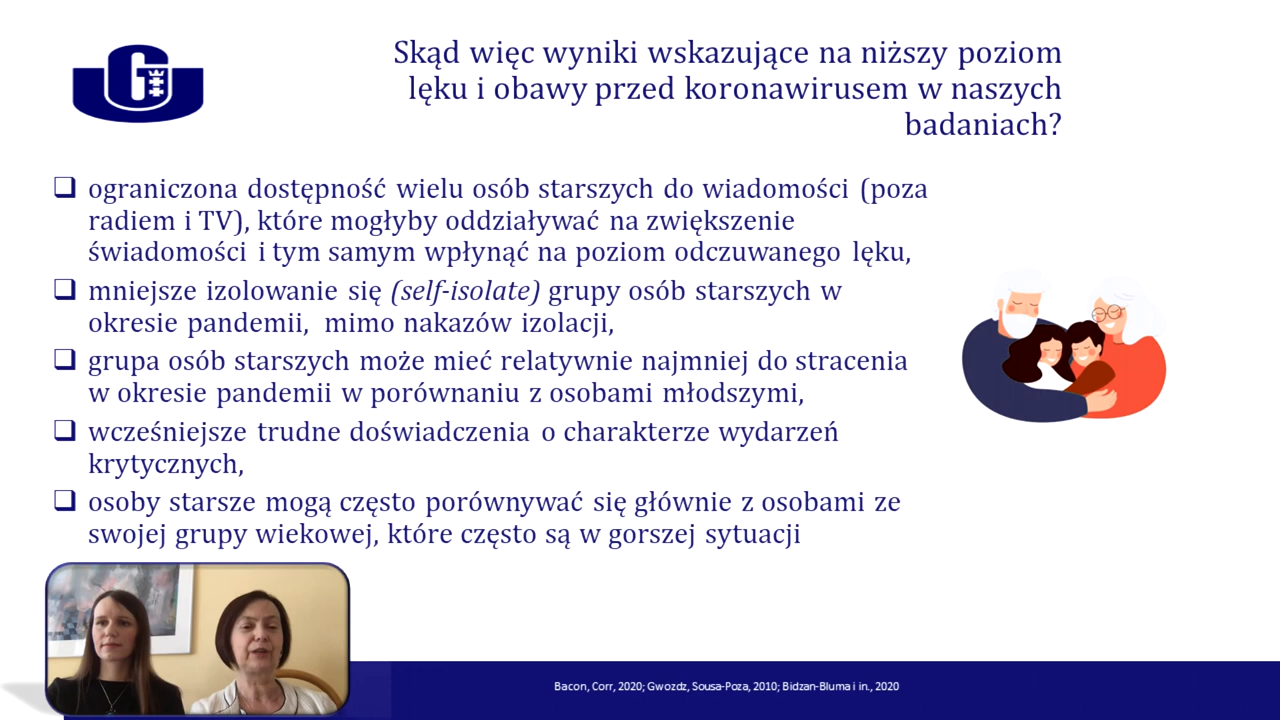 Skąd więc wyniki wskazujące na niższy poziom
lęku i obawy przed koronawirusem w naszych
badaniach?
ograniczona dostępność wielu osób starszych do wiadomości (poza
radiem i TV), które mogłyby oddziaływać na zwiększenie
świadomości i tym samym wpłynąć na poziom odczuwanego lęku,
mniejsze izolowanie się (self-isolate) grupy osób starszych w
okresie pandemii, mimo nakazów izolacji,
grupa osób starszych może mieć relatywnie najmniej do stracenia
w okresie pandemii w porównaniu z osobami młodszymi,
wcześniejsze trudne doświadczenia o charakterze wydarzeń
krytycznych,
osoby starsze mogą często porównywać się głównie z osobami ze
swojej grupy wiekowej, które często są w gorszej sytuacji
Bacon, Corr, 2020; Gwozdz, Sousa-Poza, 2010; Bidzan-Bluma i in., 2020